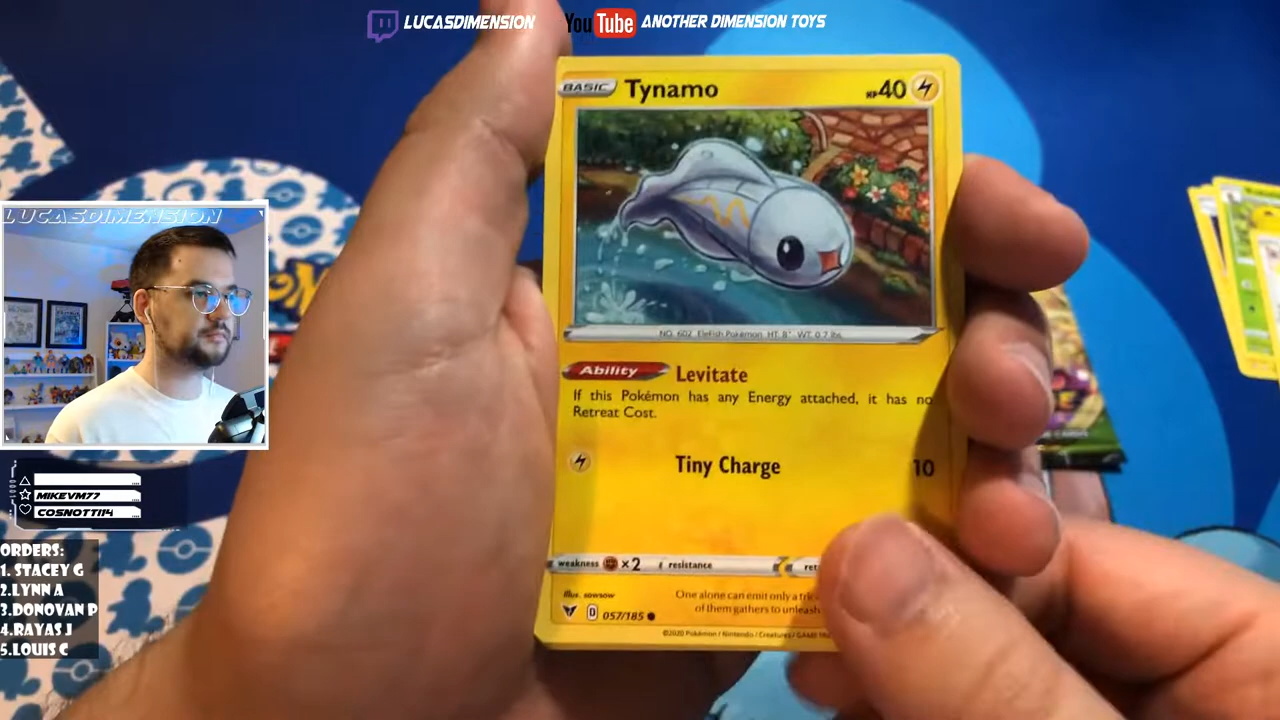 LUCASDIMENSION
YouTube ANOTHER DIMENSION TOYS
BASIC Tynamo HP 40
NO. 602 EleFish Pokémon HT: 8" WT: 0.7 lbs.
Ability Levitate
If this Pokémon has any Energy attached, it has no
Retreat Cost.
Tiny Charge 10
weakness ×2 resistance
Illus. sowsow
D 057/185
One alone can emit only a
of them gathers to unleash
©2020 Pokémon / Nintendo / Creatures / GAME
LUCASDIMENSION
MIKEVM77
COSNOTTI14
ORDERS:
1. STACEY G
2.LYNN A
3.DONOVAN P
4.RAYAS J
5.LOUIS C